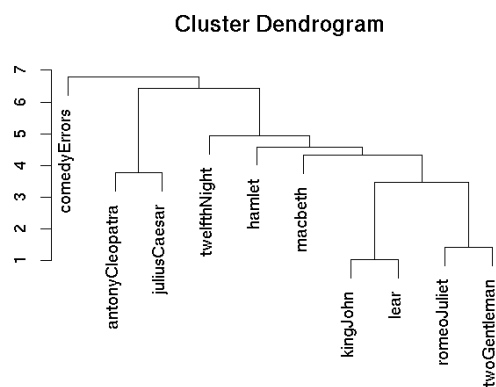 Cluster Dendrogram
7
6
5
4
3
2
1
comedyErrors
antonyCleopatra
juliusCaesar
twelfthNight
hamlet
macbeth
kingJohn
lear
romeoJuliet
twoGentleman